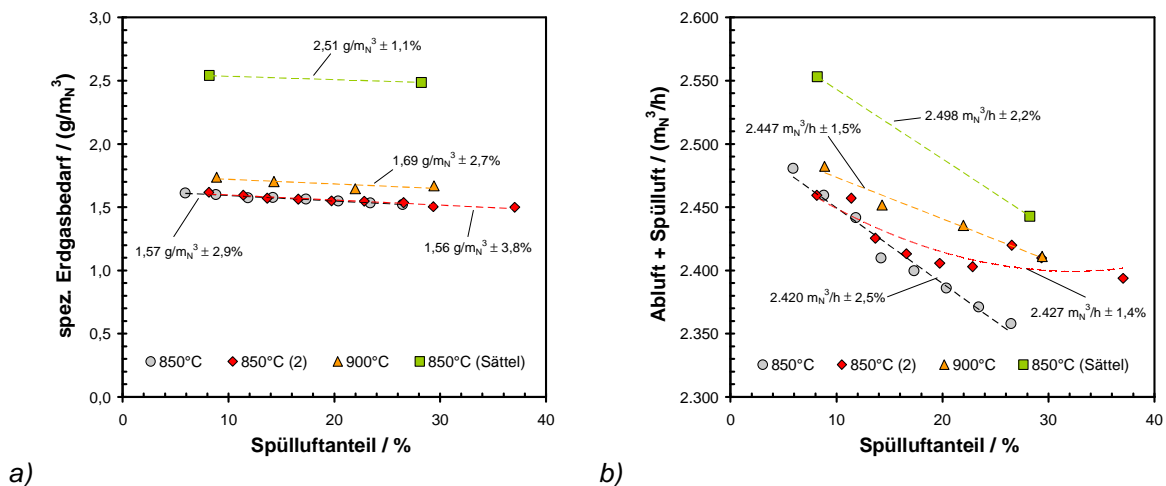 3,0
2,5
2,0
1,5
1,0
0,5
0,0
spez. Erdgasbedarf / (g/m_N^3)
2,51 g/m_N^3 ± 1,1%
1,69 g/m_N^3 ± 2,7%
1,57 g/m_N^3 ± 2,9%
1,56 g/m_N^3 ± 3,8%
850°C 850°C (2) 900°C 850°C (Sättel)
0 10 20 30 40
Spülluftanteil / %
a)
2.600
2.550
2.500
2.450
2.400
2.350
2.300
Abluft + Spülluft / (m_N^3/h)
2.498 m_N^3/h ± 2,2%
2.447 m_N^3/h ± 1,5%
2.420 m_N^3/h ± 2,5%
2.427 m_N^3/h ± 1,4%
850°C 850°C (2) 900°C 850°C (Sättel)
0 10 20 30 40
Spülluftanteil / %
b)